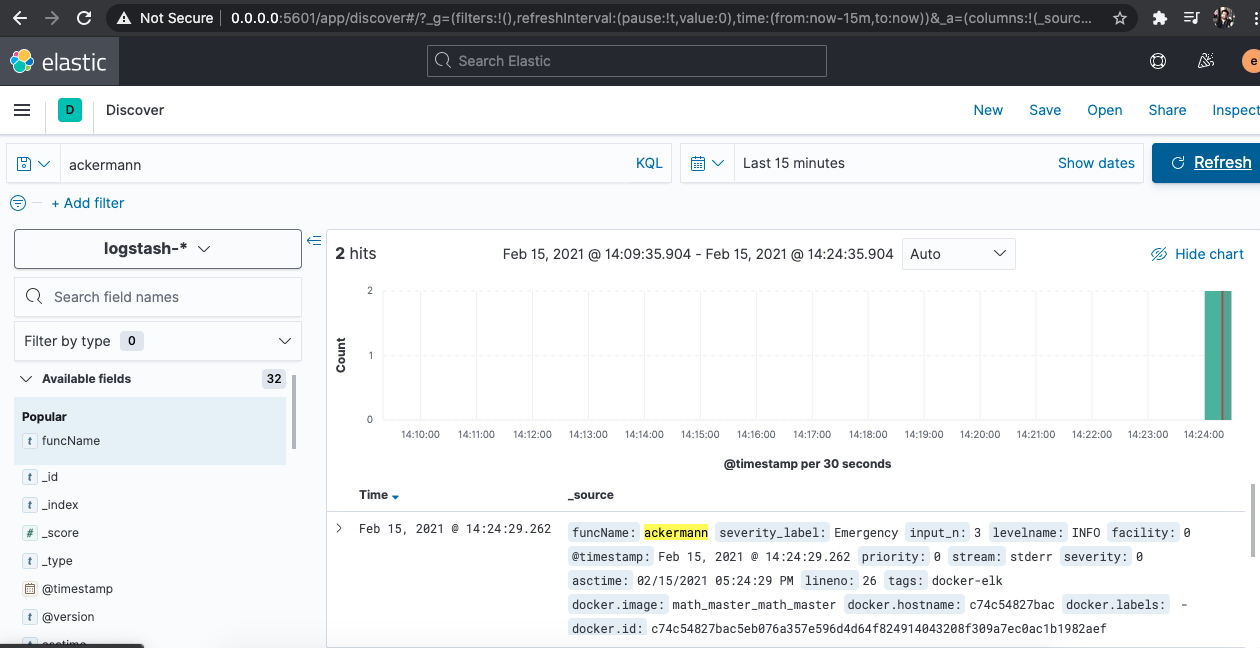 Not Secure 0.0.0.0:5601/app/discover#/?_g=(filters:!(),refreshInterval:(pause:!t,value:0),time:(from:now-15m,to:now))&_a=(columns:!(_sourc...
elastic Search Elastic e
D Discover New Save Open Share Inspect
ackermann KQL Last 15 minutes Show dates Refresh
+ Add filter
logstash-*
2 hits Feb 15, 2021 @ 14:09:35.904 - Feb 15, 2021 @ 14:24:35.904 Auto Hide chart
Search field names
Filter by type 0
Available fields 32
Popular
t funcName
t _id
t _index
# _score
t _type
@timestamp
t @version
t asctime
2
1
0
Count
14:10:00 14:11:00 14:12:00 14:13:00 14:14:00 14:15:00 14:16:00 14:17:00 14:18:00 14:19:00 14:20:00 14:21:00 14:22:00 14:23:00 14:24:00
@timestamp per 30 seconds
Time _source
Feb 15, 2021 @ 14:24:29.262 funcName: ackermann severity_label: Emergency input_n: 3 levelname: INFO facility: 0
@timestamp: Feb 15, 2021 @ 14:24:29.262 priority: 0 stream: stderr severity: 0
asctime: 02/15/2021 05:24:29 PM lineno: 26 tags: docker-elk
docker.image: math_master_math_master docker.hostname: c74c54827bac docker.labels: -
docker.id: c74c54827bac5eb076a357e596d4d64f824914043208f309a7ec0ac1b1982aef